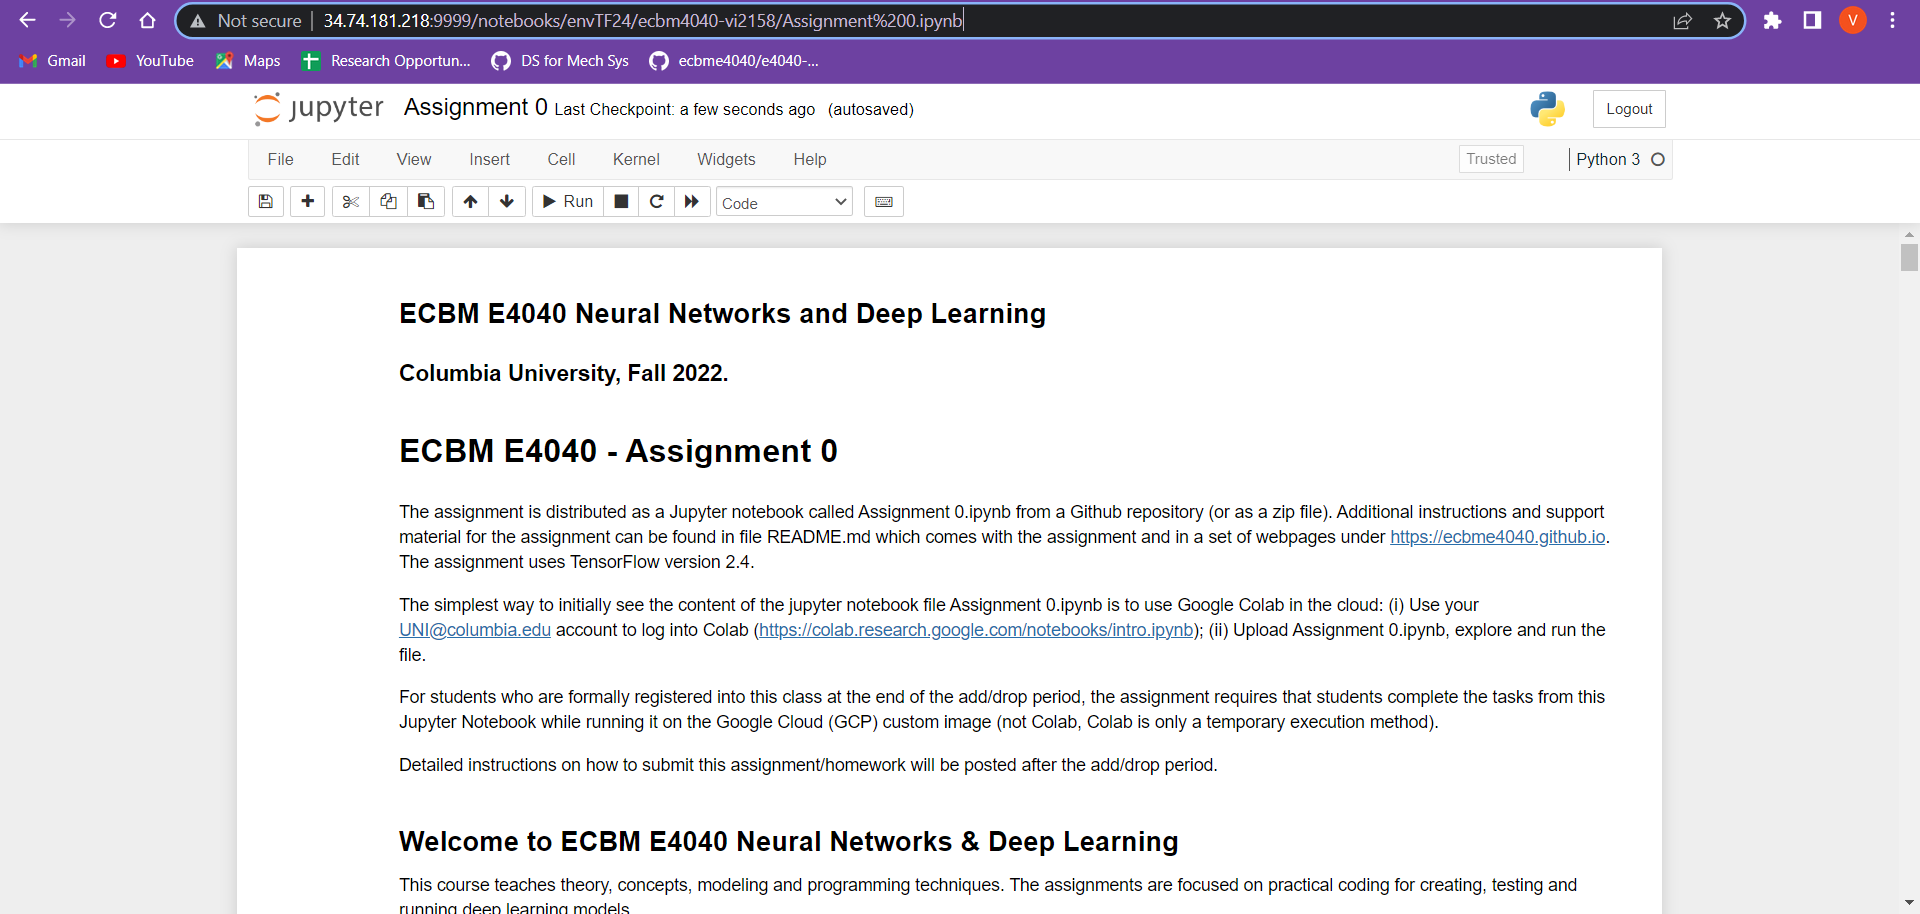 Not secure | 34.74.181.218:9999/notebooks/envTF24/ecbm4040-vi2158/Assignment%200.ipynb
V
Gmail YouTube Maps Research Opportun... DS for Mech Sys ecbme4040/e4040-...
jupyter Assignment 0 Last Checkpoint: a few seconds ago (autosaved) Logout
File Edit View Insert Cell Kernel Widgets Help Trusted Python 3
Run Code
ECBM E4040 Neural Networks and Deep Learning
Columbia University, Fall 2022.
ECBM E4040 - Assignment 0
The assignment is distributed as a Jupyter notebook called Assignment 0.ipynb from a Github repository (or as a zip file). Additional instructions and support
material for the assignment can be found in file README.md which comes with the assignment and in a set of webpages under https://ecbme4040.github.io.
The assignment uses TensorFlow version 2.4.
The simplest way to initially see the content of the jupyter notebook file Assignment 0.ipynb is to use Google Colab in the cloud: (i) Use your
UNI@columbia.edu account to log into Colab (https://colab.research.google.com/notebooks/intro.ipynb); (ii) Upload Assignment 0.ipynb, explore and run the
file.
For students who are formally registered into this class at the end of the add/drop period, the assignment requires that students complete the tasks from this
Jupyter Notebook while running it on the Google Cloud (GCP) custom image (not Colab, Colab is only a temporary execution method).
Detailed instructions on how to submit this assignment/homework will be posted after the add/drop period.
Welcome to ECBM E4040 Neural Networks & Deep Learning
This course teaches theory, concepts, modeling and programming techniques. The assignments are focused on practical coding for creating, testing and
running deep learning models.